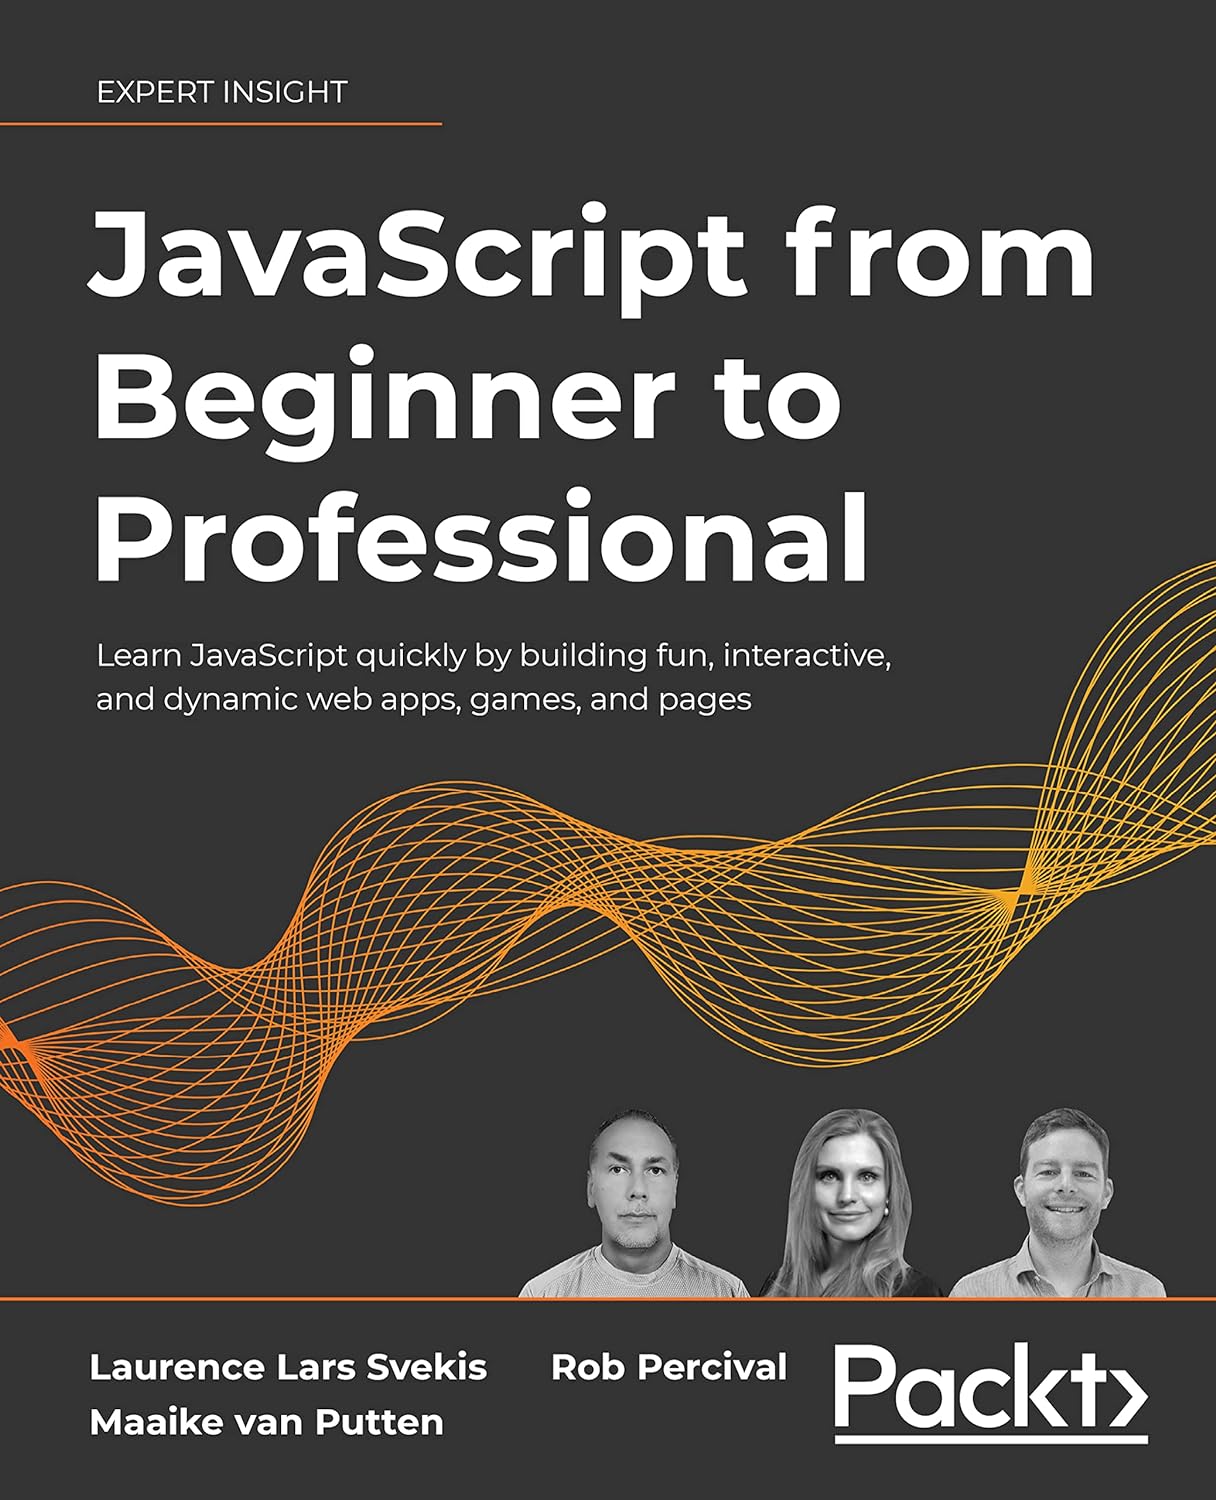 EXPERT INSIGHT
JavaScript from
Beginner to
Professional
Learn JavaScript quickly by building fun, interactive,
and dynamic web apps, games, and pages
Laurence Lars Svekis
Maaike van Putten
Rob Percival
Packt>